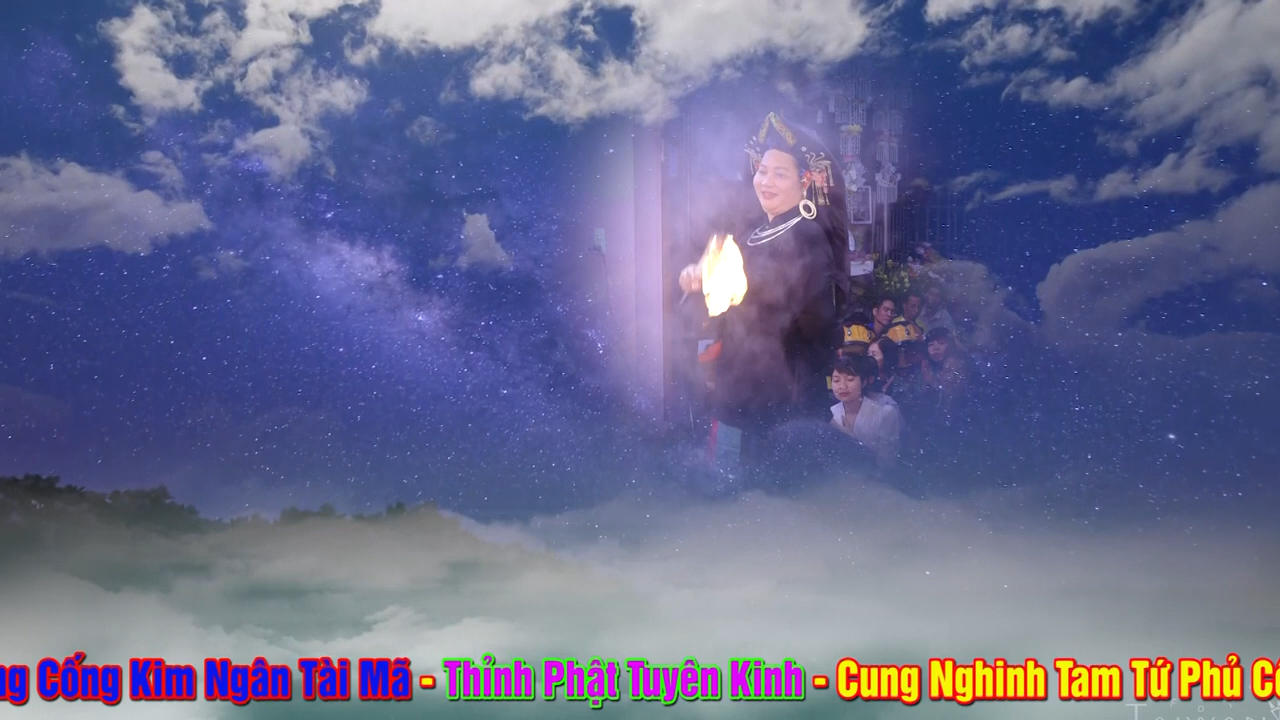 Cống Kim Ngân Tài Mã - Thỉnh Phật Tuyên Kinh - Cung Nghinh Tam Tứ Phủ